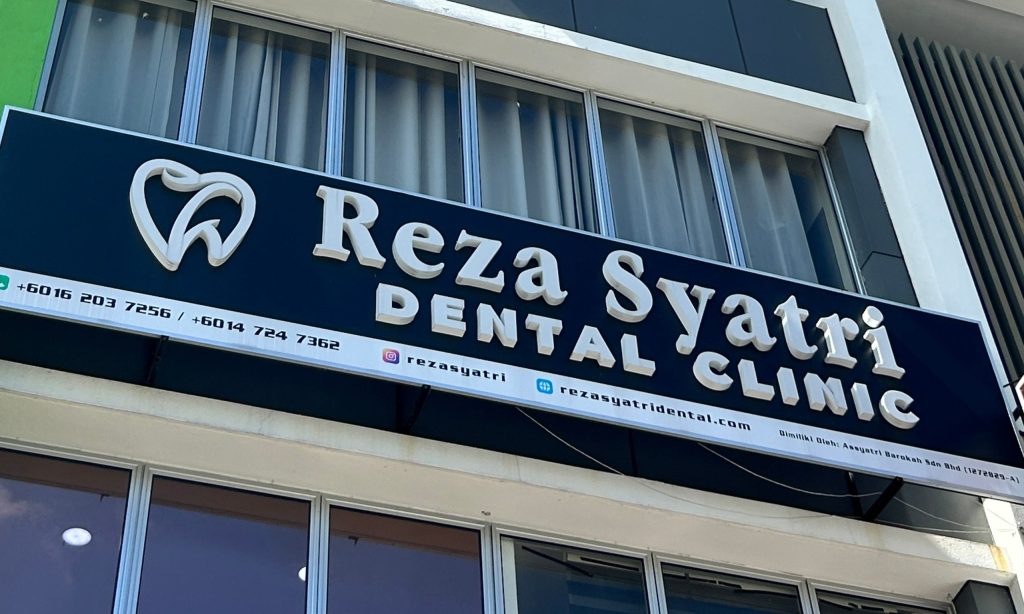 Reza Syatri
DENTAL CLINIC
+6016 203 7256 / +6014 724 7362 rezasyatri rezasyatridental.com Dimiliki Oleh: Assyatri Barokah Sdn Bhd (1272829-A)